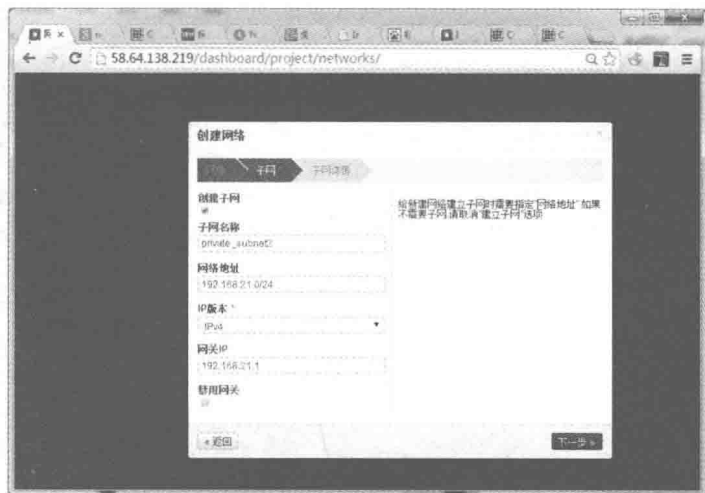 58.64.138.219/dashboard/project/networks/
创建网络
子网
子网详情
创建子网
给新建网络建立子网时需要指定"网络地址" 如果
不需要子网,请取消"建立子网"选项
子网名称
private_subnet2
网络地址
192.168.21.0/24
IP版本 *
IPv4
网关IP
192.168.21.1
禁用网关
« 返回
下一步 »